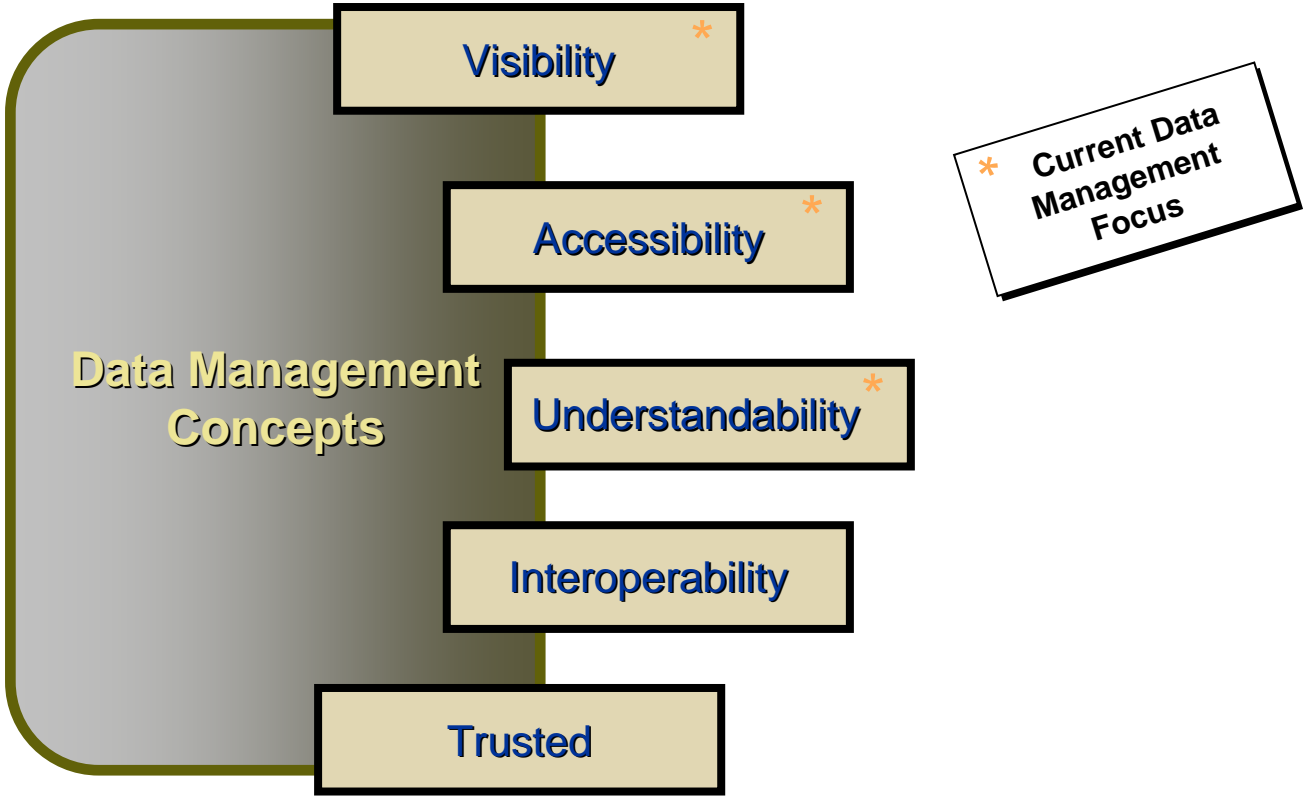 Visibility *
* Current Data
Management
Focus
Accessibility *
Data Management
Concepts
Understandability *
Interoperability
Trusted